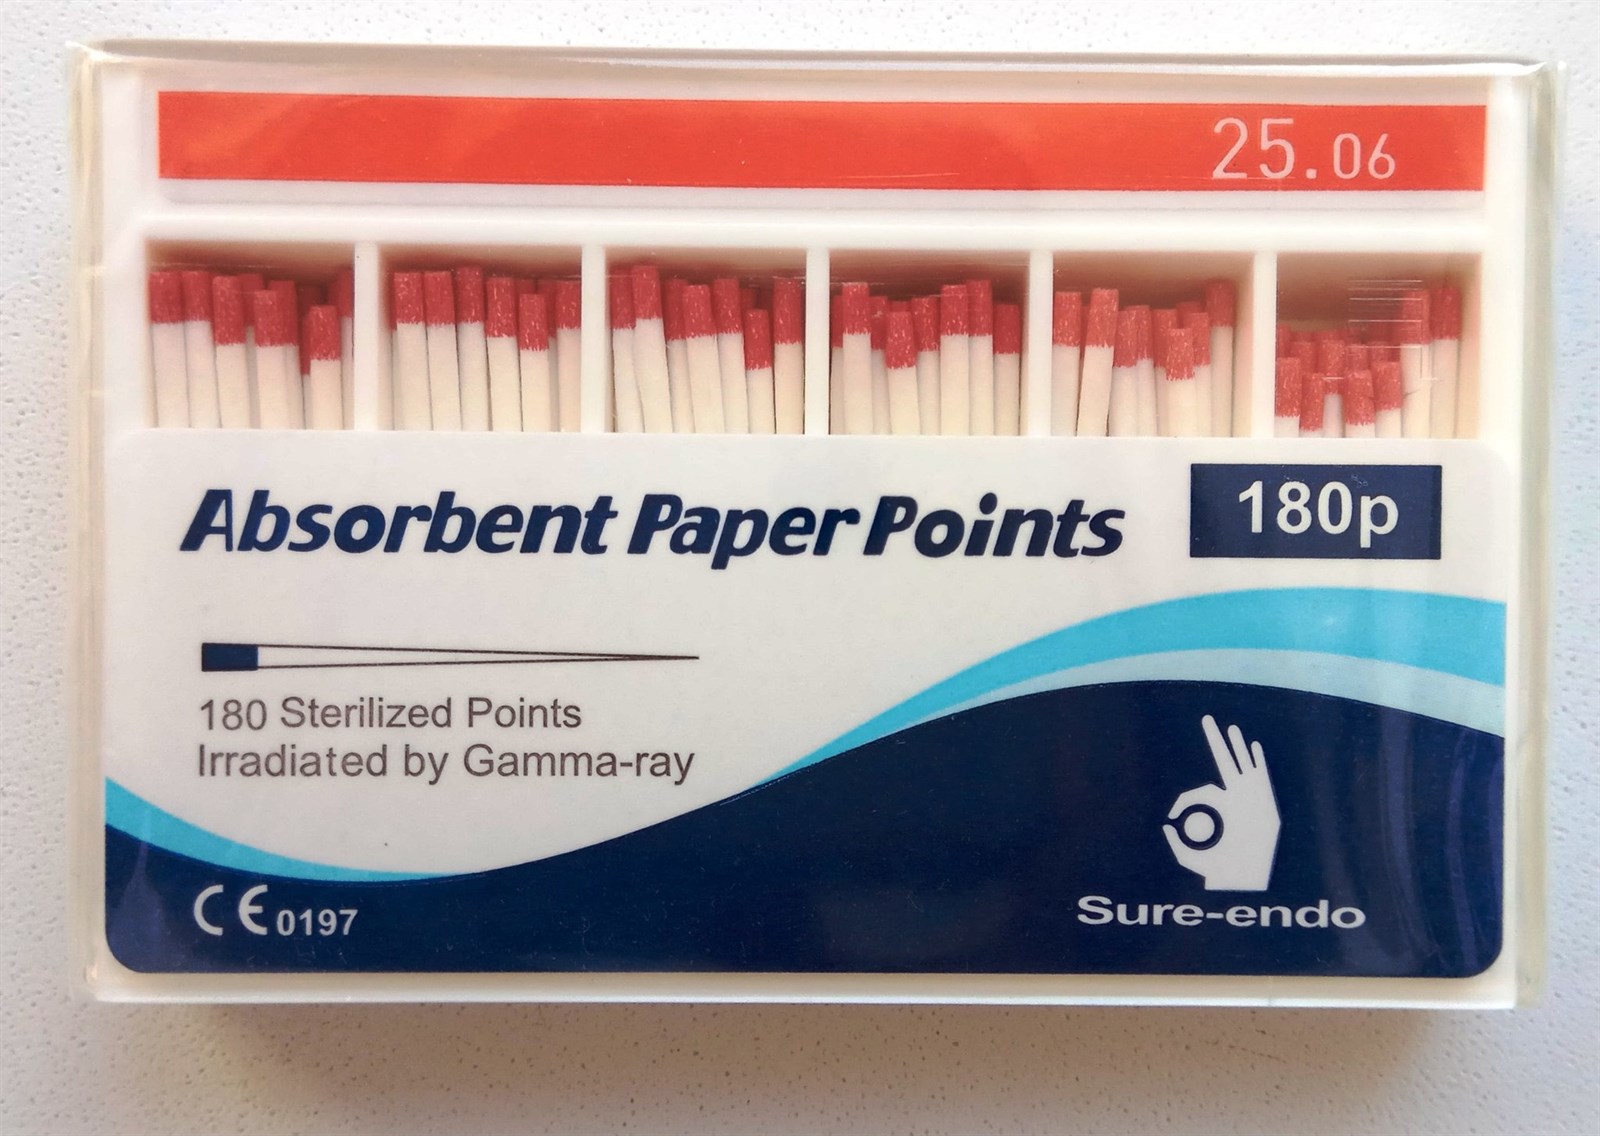 25.06
Absorbent Paper Points
180p
180 Sterilized Points
Irradiated by Gamma-ray
CE 0197
Sure-endo